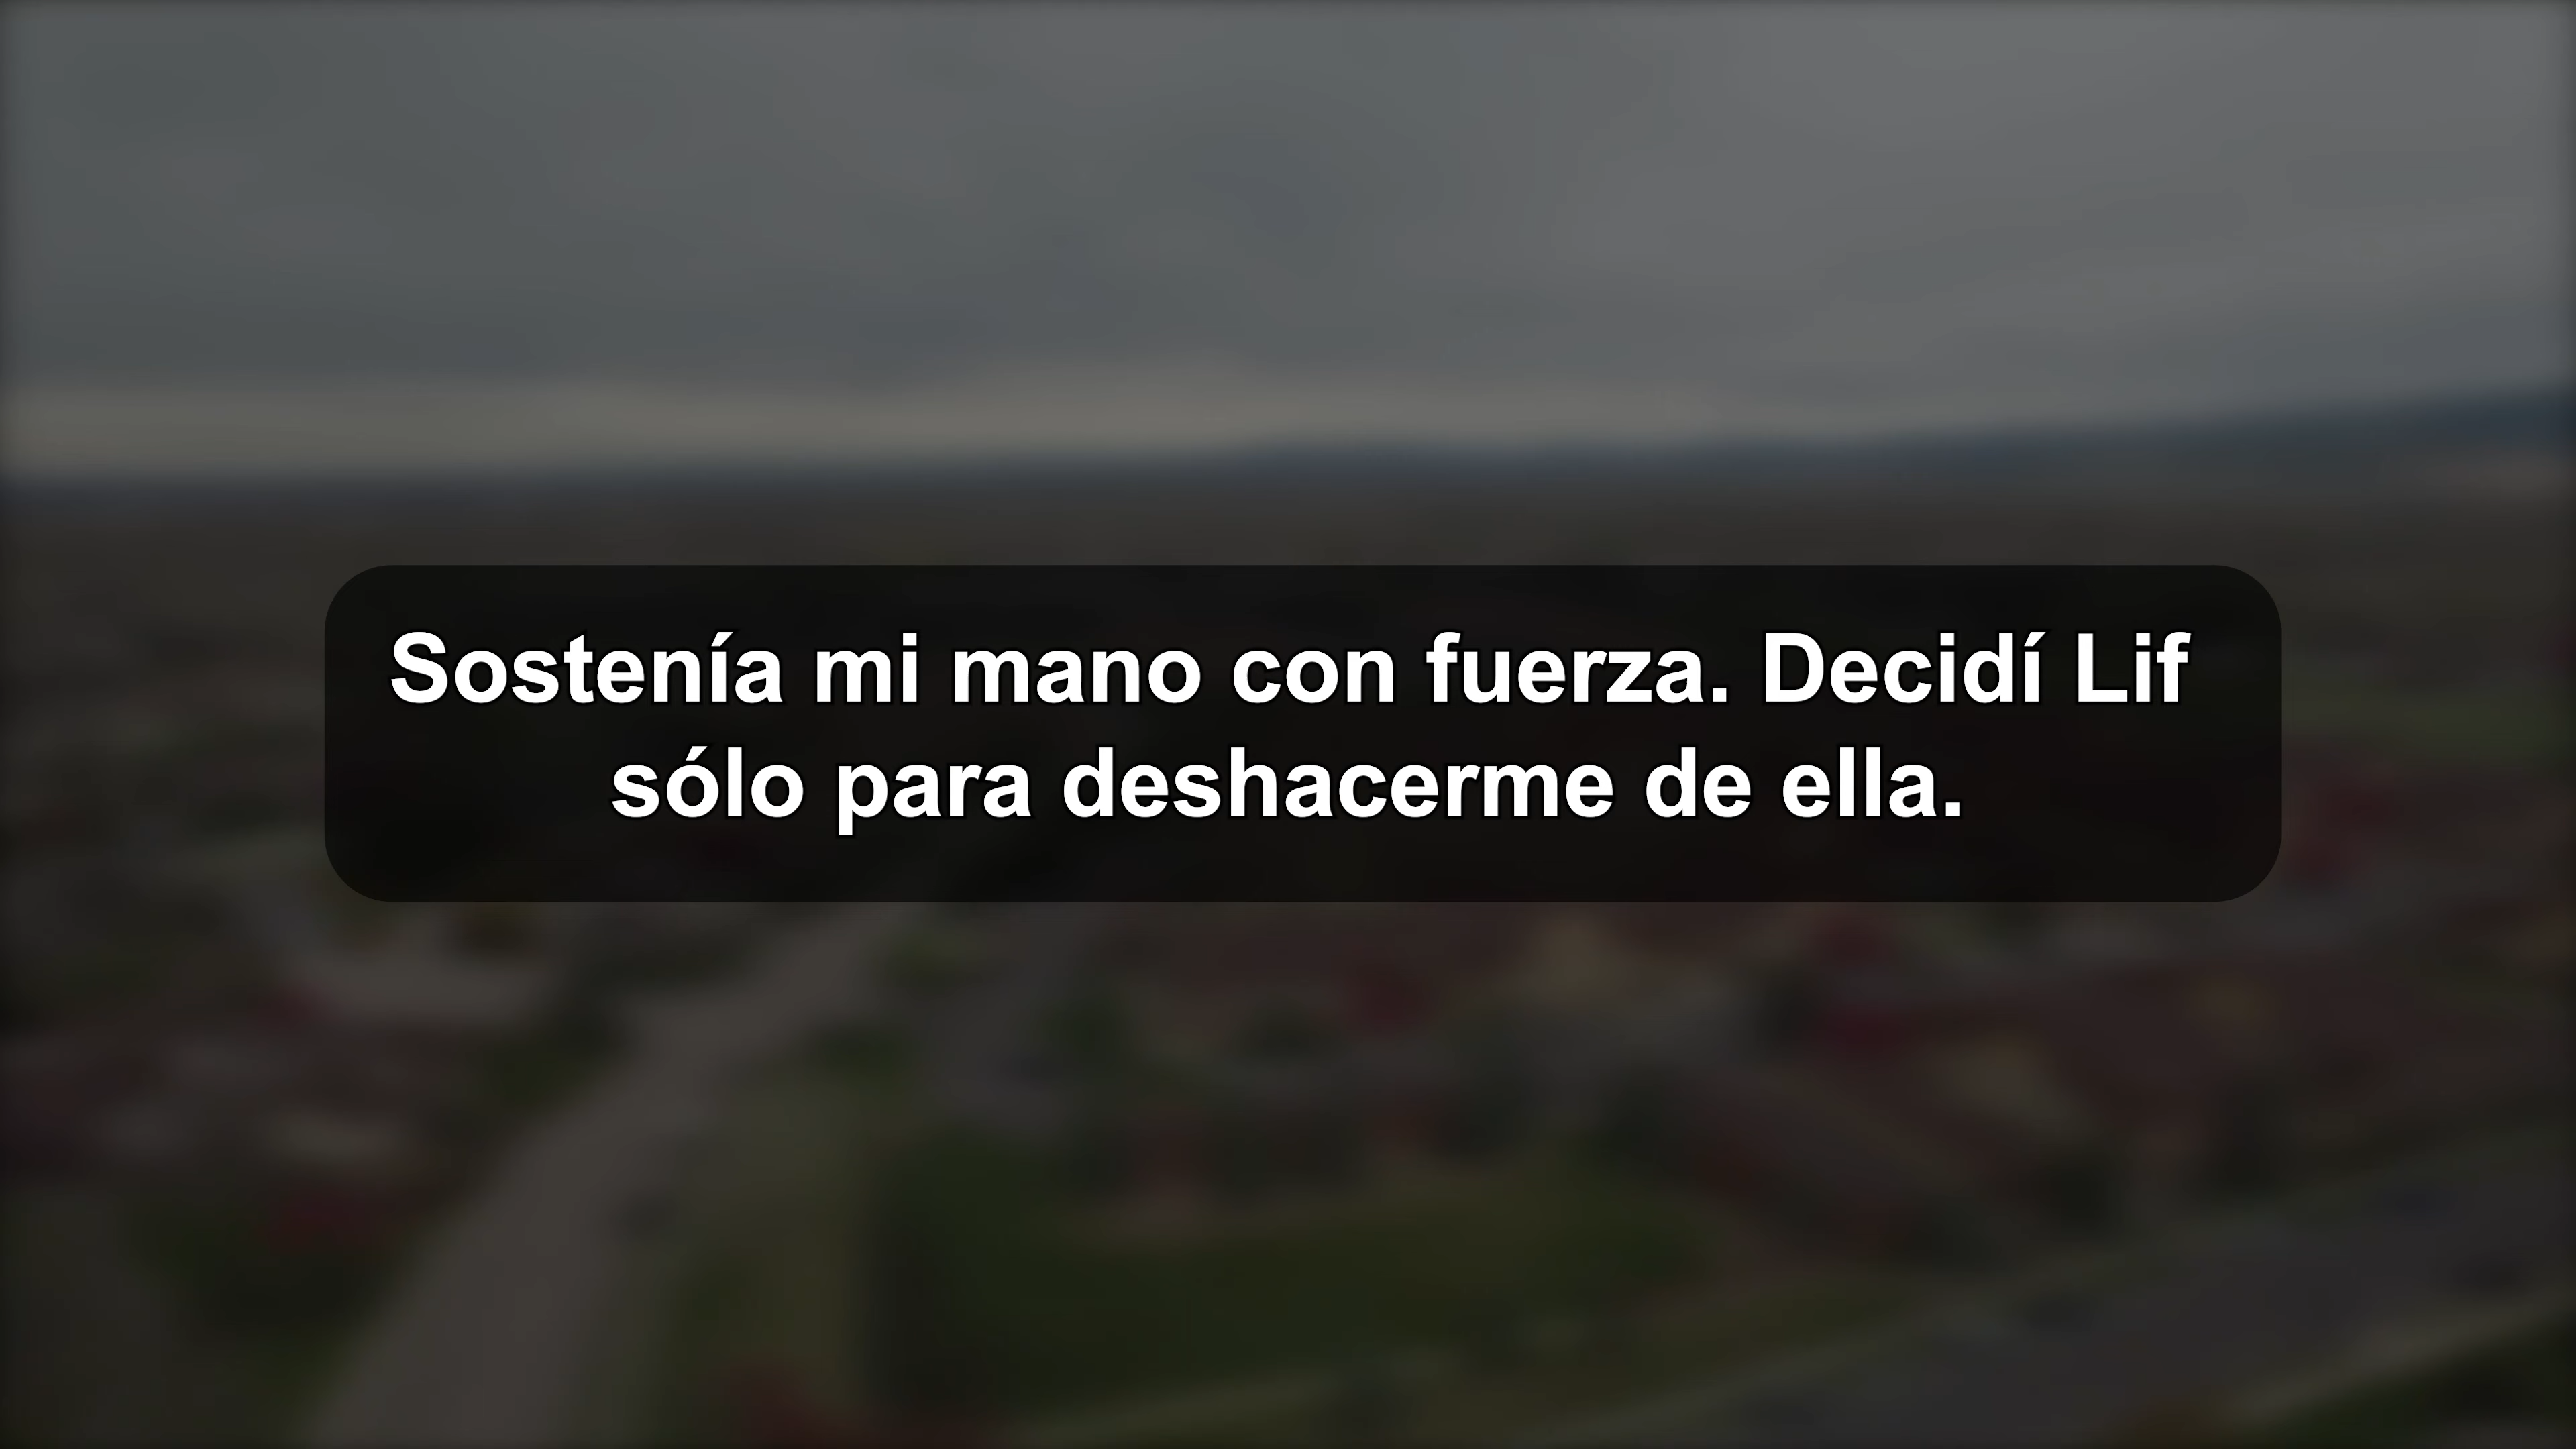 Sostenía mi mano con fuerza. Decidí Lif
sólo para deshacerme de ella.